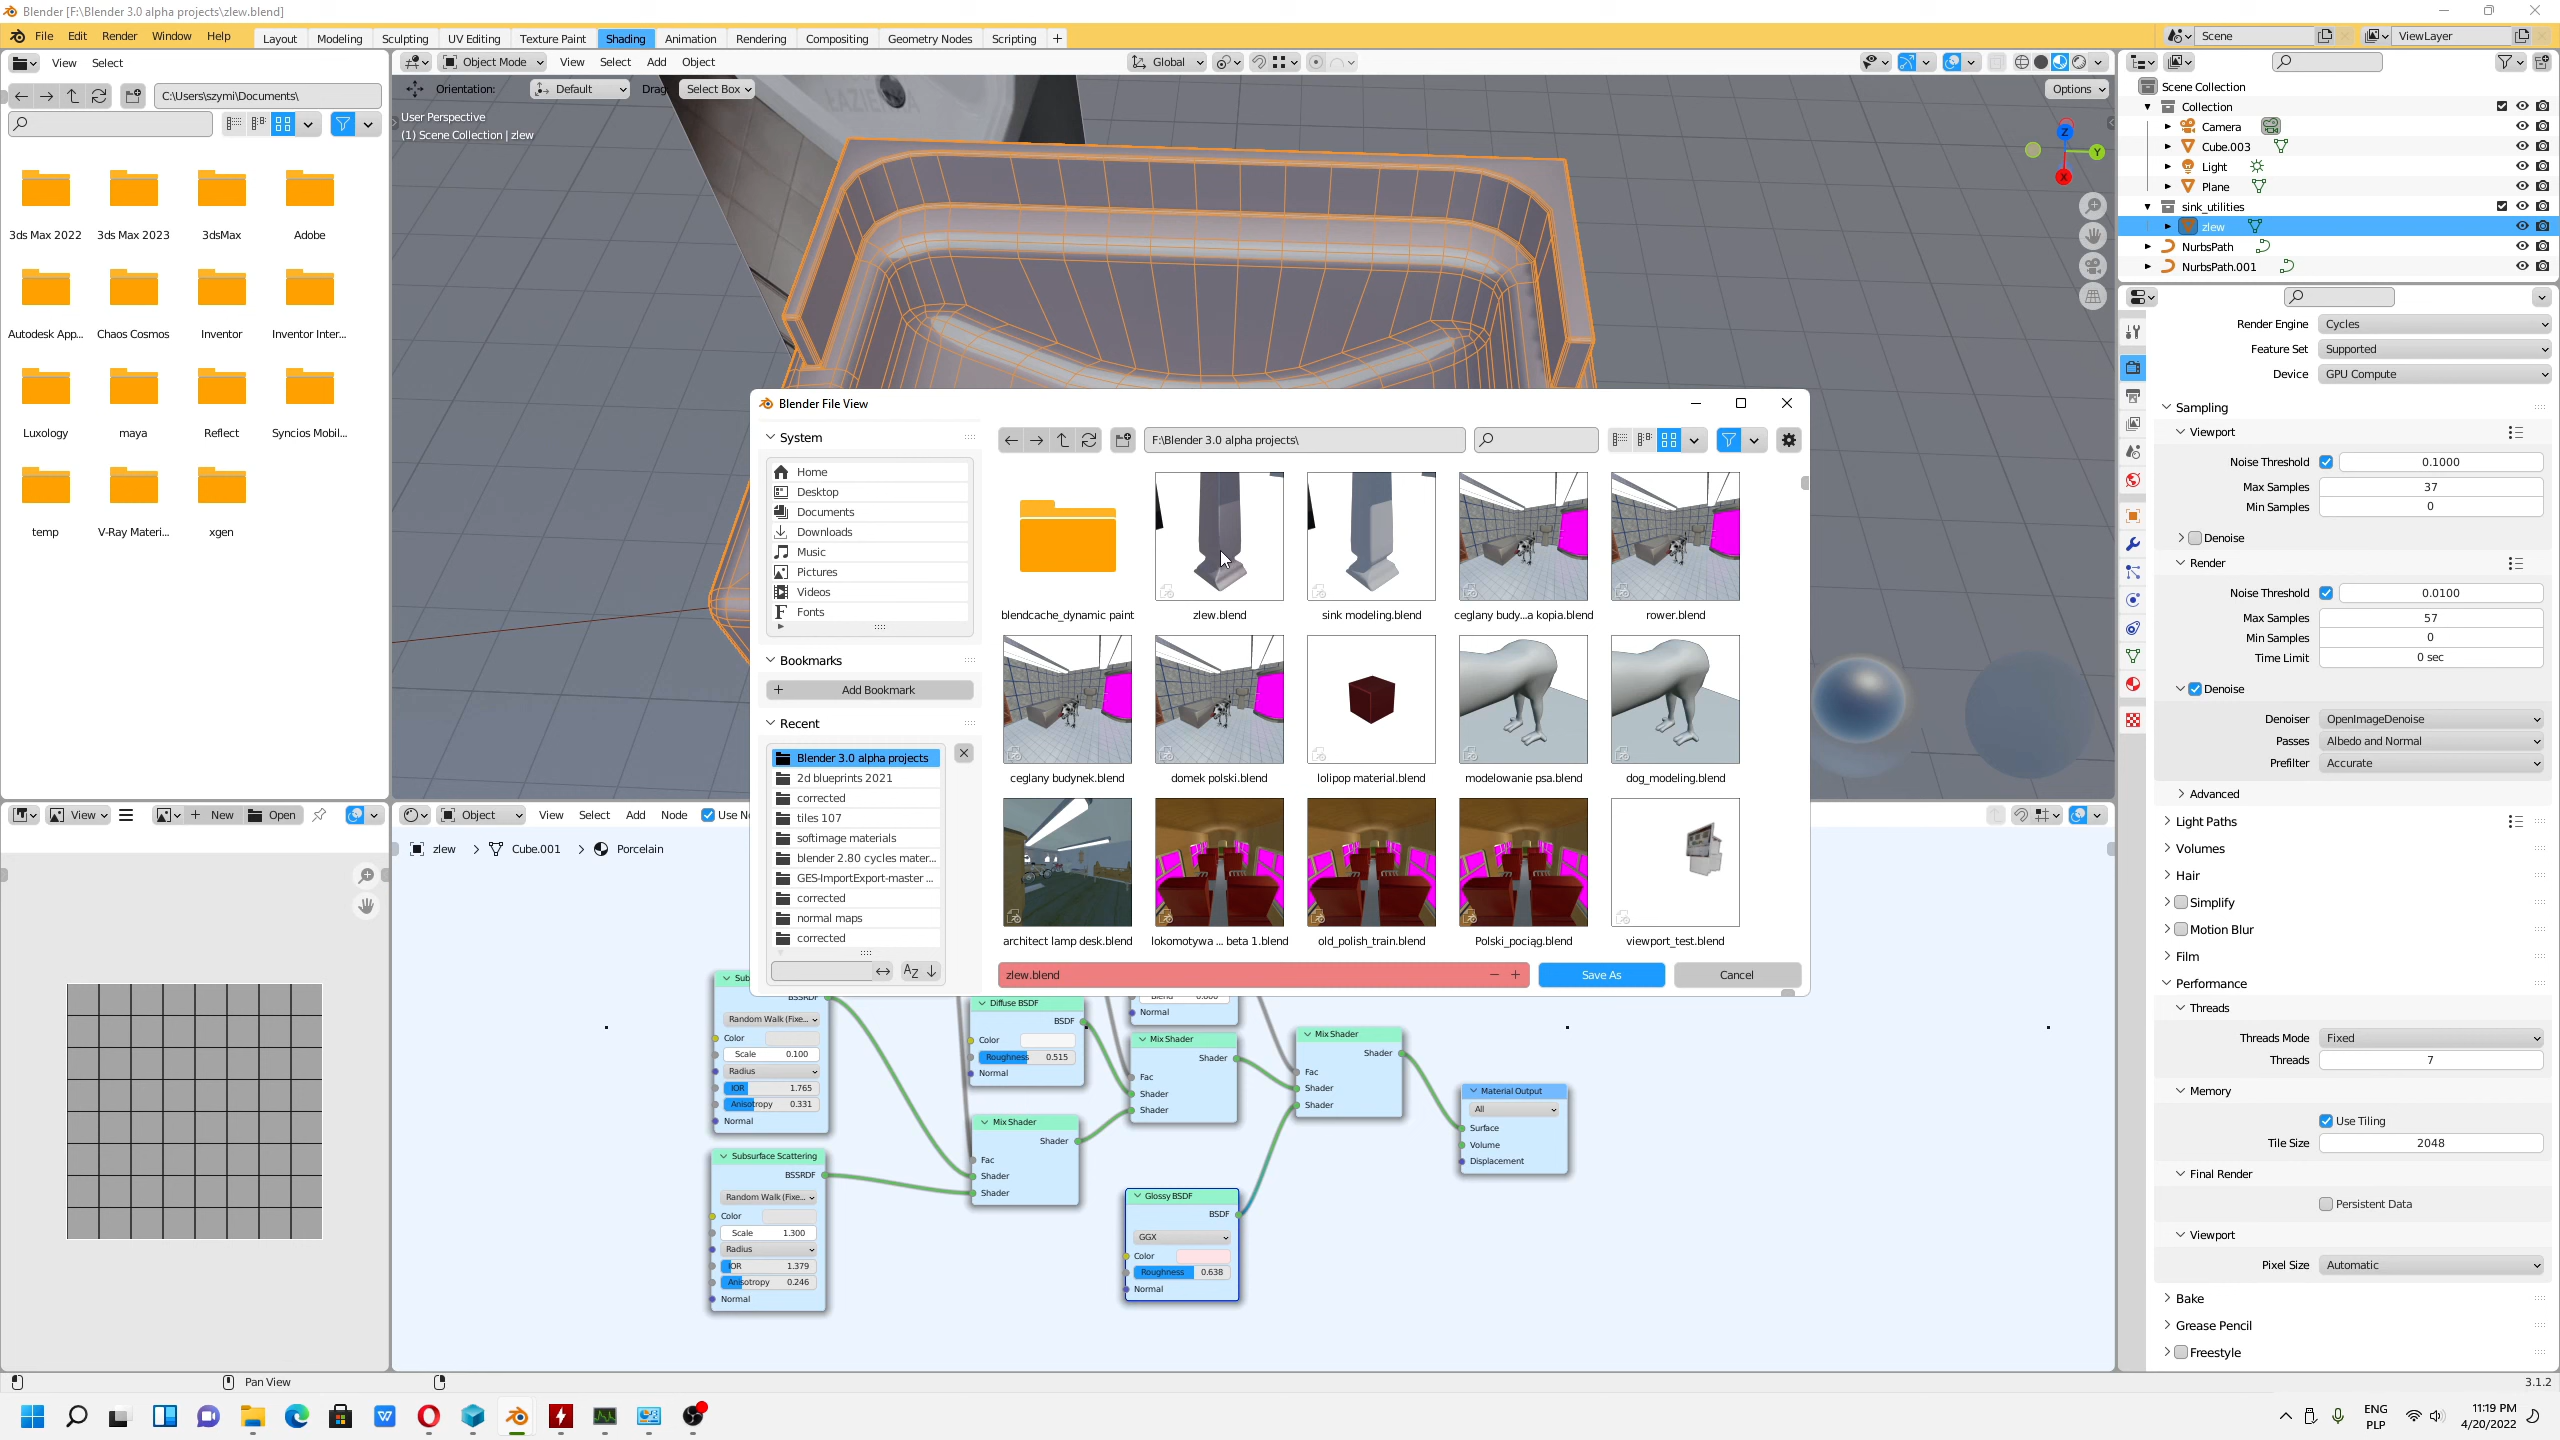 Blender [F:\Blender 3.0 alpha projects\zlew.blend]
File Edit Render Window Help Layout Modeling Sculpting UV Editing Texture Paint Shading Animation Rendering Compositing Geometry Nodes Scripting + Scene ViewLayer
View Select
C:\Users\szymi\Documents\
3ds Max 2022 3ds Max 2023 3dsMax Adobe
Autodesk App... Chaos Cosmos Inventor Inventor Inter...
Luxology maya Reflect Syncios Mobil...
temp V-Ray Materi... xgen
Object Mode View Select Add Object Global
Orientation: Default Drag: Select Box Options
User Perspective
(1) Scene Collection | zlew
ŁAZIENKA
Z
Y
X
Scene Collection
Collection
Camera
Cube.003
Light
Plane
sink_utilities
zlew
NurbsPath
NurbsPath.001
Blender File View
System
Home
Desktop
Documents
Downloads
Music
Pictures
Videos
Fonts
Bookmarks
Add Bookmark
Recent
Blender 3.0 alpha projects
2d blueprints 2021
corrected
tiles 107
softimage materials
blender 2.80 cycles mater...
GES-ImportExport-master ...
corrected
normal maps
corrected
F:\Blender 3.0 alpha projects\
blendcache_dynamic paint zlew.blend sink modeling.blend ceglany budy...a kopia.blend rower.blend
ceglany budynek.blend domek polski.blend lolipop material.blend modelowanie psa.blend dog_modeling.blend
architect lamp desk.blend lokomotywa ... beta 1.blend old_polish_train.blend Polski_pociąg.blend viewport_test.blend
zlew.blend Save As Cancel
Render Engine Cycles
Feature Set Supported
Device GPU Compute
Sampling
Viewport
Noise Threshold 0.1000
Max Samples 37
Min Samples 0
Denoise
Render
Noise Threshold 0.0100
Max Samples 57
Min Samples 0
Time Limit 0 sec
Denoise
Denoiser OpenImageDenoise
Passes Albedo and Normal
Prefilter Accurate
Advanced
Light Paths
Volumes
Hair
Simplify
Motion Blur
Film
Performance
Threads
Threads Mode Fixed
Threads 7
Memory
Use Tiling
Tile Size 2048
Final Render
Persistent Data
Viewport
Pixel Size Automatic
Bake
Grease Pencil
Freestyle
View New Open
Object View Select Add Node Use N
zlew > Cube.001 > Porcelain
Sub
BSSRDF
Random Walk (Fixe...
Color
Scale 0.100
Radius
IOR 1.765
Anisotropy 0.331
Normal
Subsurface Scattering
BSSRDF
Random Walk (Fixe...
Color
Scale 1.300
Radius
IOR 1.379
Anisotropy 0.246
Normal
Diffuse BSDF
BSDF
Color
Roughness 0.515
Normal
Mix Shader
Shader
Fac
Shader
Shader
Blend 0.600
Normal
Mix Shader
Shader
Fac
Shader
Shader
Glossy BSDF
BSDF
GGX
Color
Roughness 0.638
Normal
Mix Shader
Shader
Fac
Shader
Shader
Material Output
All
Surface
Volume
Displacement
Pan View 3.1.2
ENG
PLP
11:19 PM
4/20/2022